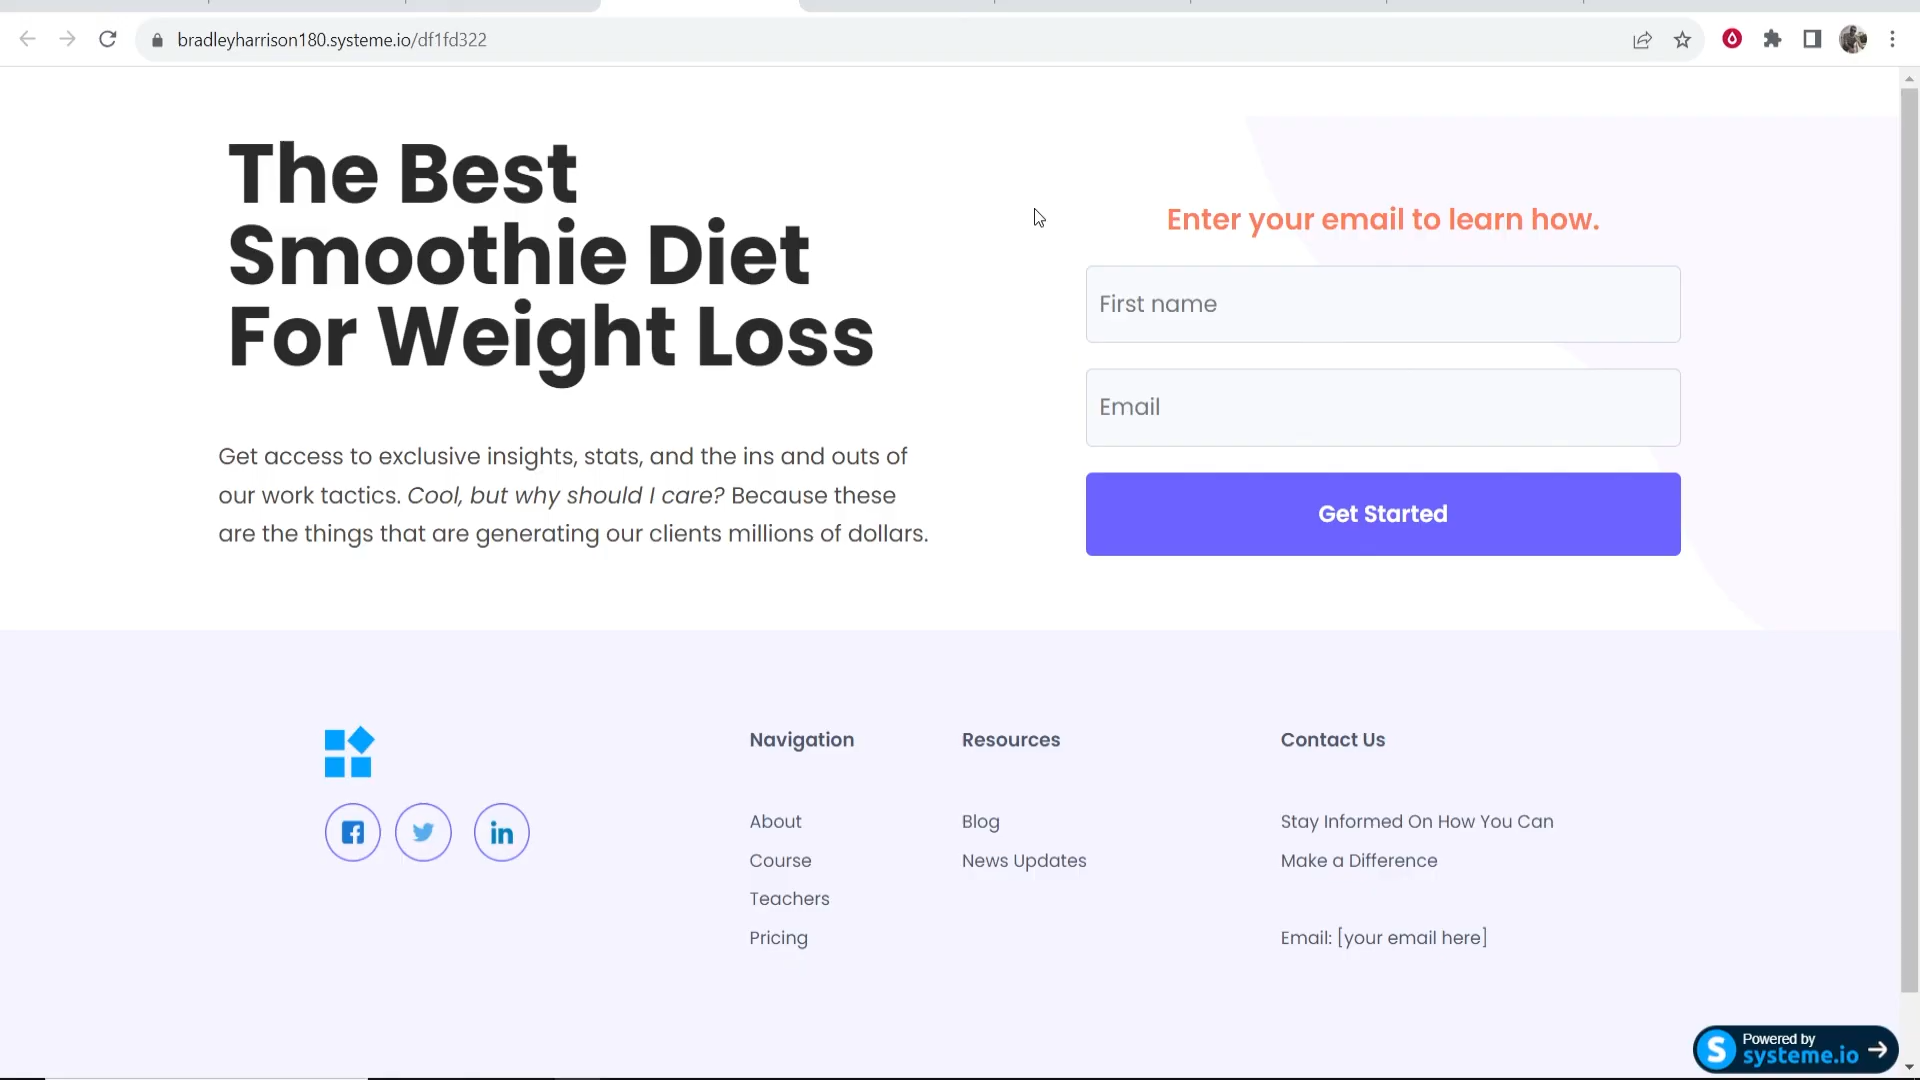 bradleyharrison180.systeme.io/df1fd322
The Best
Smoothie Diet
For Weight Loss
Get access to exclusive insights, stats, and the ins and outs of
our work tactics. Cool, but why should I care? Because these
are the things that are generating our clients millions of dollars.
Enter your email to learn how.
First name
Email
Get Started
Navigation
About
Course
Teachers
Pricing
Resources
Blog
News Updates
Contact Us
Stay Informed On How You Can
Make a Difference
Email: [your email here]
Powered by
systeme.io